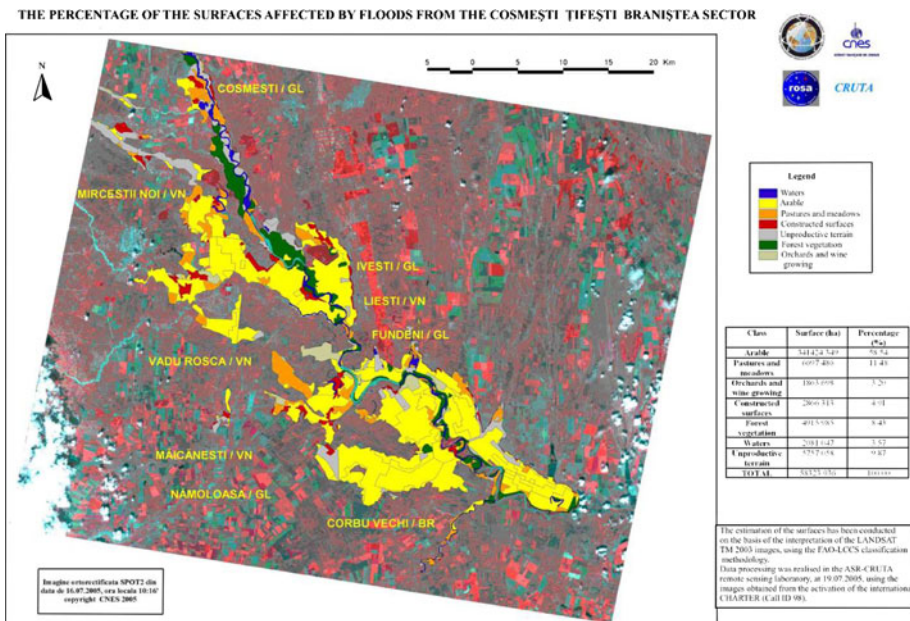 THE PERCENTAGE OF THE SURFACES AFFECTED BY FLOODS FROM THE COSMEŞTI ŢIFEŞTI BRANIŞTEA SECTOR
N
5 0 5 10 15 20 Km
COSMEŞTI / GL
MIRCESTII NOI / VN
IVESTI / GL
LIESTI / VN
FUNDENI / GL
VADU ROSCA / VN
MAICANESTI / VN
NAMOLOASA / GL
CORBU VECHI / BR
Imagine ortorectificata SPOT2 din
data de 16.07.2005, ora locala 10:16'
copyright CNES 2005
cnes
rosa
CRUTA
Legend
Waters
Arable
Pastures and meadows
Constructed surfaces
Unproductive terrain
Forest vegetation
Orchards and wine
growing
Class Surface (ha) Percentage
(%)
Arable 58.54
Pastures and
meadows
Orchards and
wine growing
Constructed
surfaces
Forest
vegetation
Waters
Unproductive
terrain
TOTAL
The estimation of the surfaces has been conducted
on the basis of the interpretation of the LANDSAT
TM 2003 images, using the FAO-LCCS classification
methodology.
Data processing was realised in the ASR-CRUTA
remote sensing laboratory, at 19.07.2005, using the
images obtained from the activation of the international
CHARTER (Call ID 98).